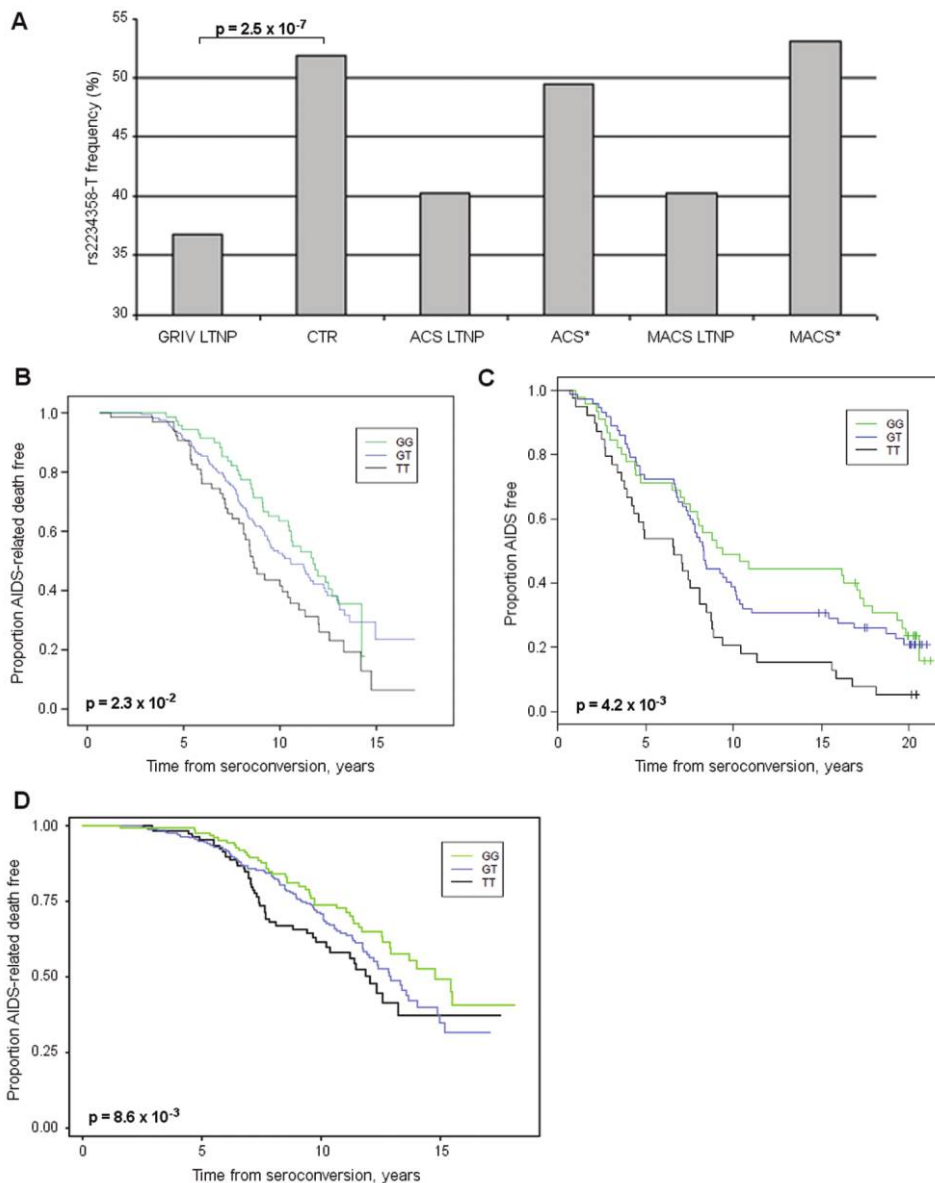 A
p = 2.5 x 10-7
rs2234358-T frequency (%)
55
50
45
40
35
30
GRIV LTNP CTR ACS LTNP ACS* MACS LTNP MACS*
B
Proportion AIDS-related death free
1.0
0.8
0.6
0.4
0.2
0.0
GG
GT
TT
p = 2.3 x 10-2
0 5 10 15
Time from seroconversion, years
C
Proportion AIDS free
1.0
0.8
0.6
0.4
0.2
0.0
GG
GT
TT
p = 4.2 x 10-3
0 5 10 15 20
Time from seroconversion, years
D
Proportion AIDS-related death free
1.00
0.75
0.50
0.25
0.00
GG
GT
TT
p = 8.6 x 10-3
0 5 10 15
Time from seroconversion, years